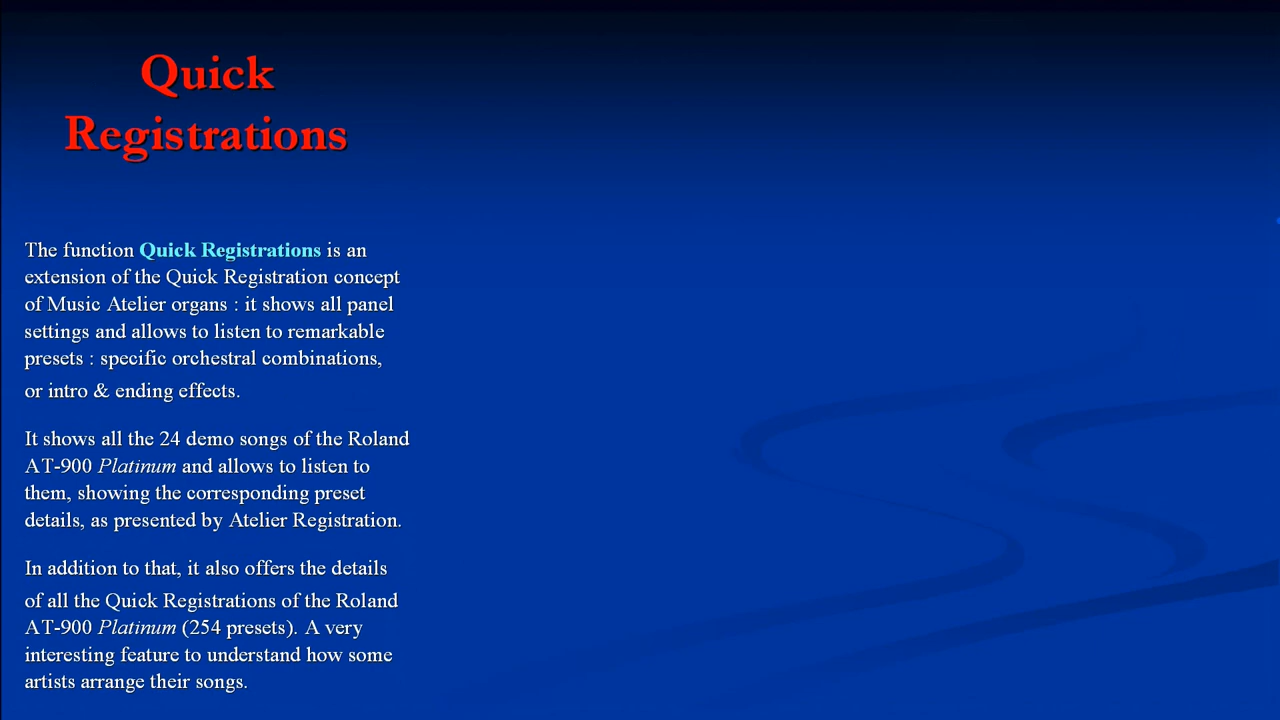 Quick
Registrations
The function Quick Registrations is an
extension of the Quick Registration concept
of Music Atelier organs : it shows all panel
settings and allows to listen to remarkable
presets : specific orchestral combinations,
or intro & ending effects.
It shows all the 24 demo songs of the Roland
AT-900 Platinum and allows to listen to
them, showing the corresponding preset
details, as presented by Atelier Registration.
In addition to that, it also offers the details
of all the Quick Registrations of the Roland
AT-900 Platinum (254 presets). A very
interesting feature to understand how some
artists arrange their songs.